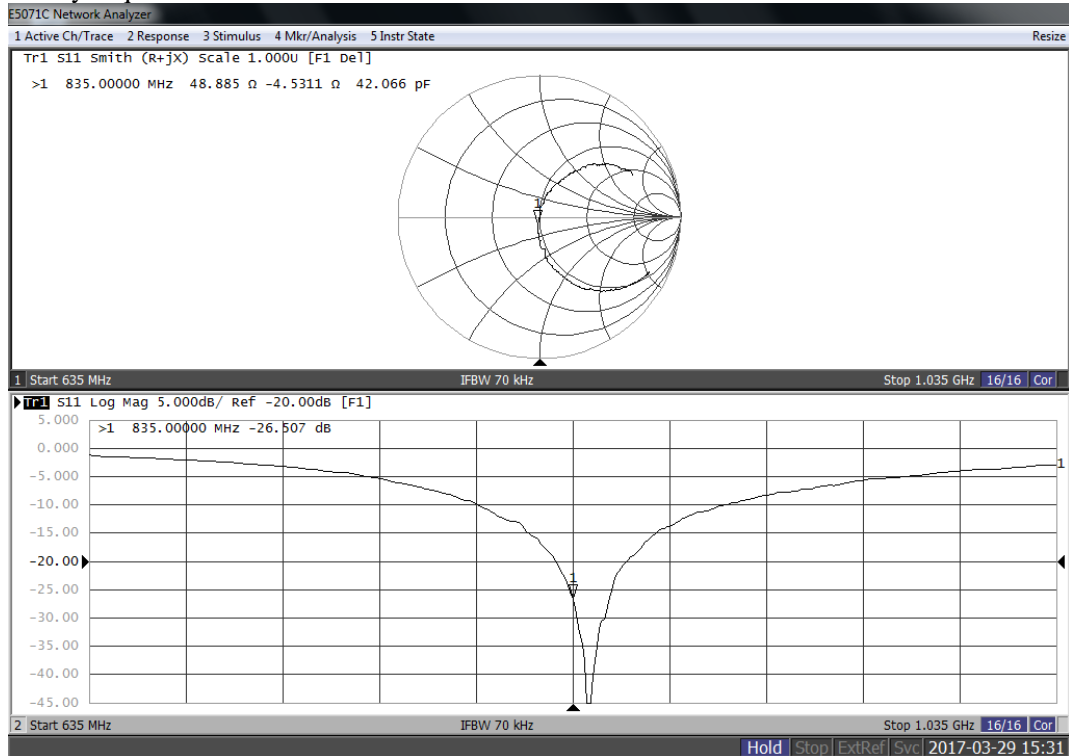 E5071C Network Analyzer
1 Active Ch/Trace 2 Response 3 Stimulus 4 Mkr/Analysis 5 Instr State Resize
Tr1 S11 Smith (R+jX) Scale 1.000U [F1 Del]
>1 835.00000 MHz 48.885 Ω -4.5311 Ω 42.066 pF
1
1 Start 635 MHz IFBW 70 kHz Stop 1.035 GHz 16/16 Cor
Tr1 S11 Log Mag 5.000dB/ Ref -20.00dB [F1]
5.000
>1 835.00000 MHz -26.507 dB
0.000
1
-5.000
-10.00
-15.00
-20.00
1
-25.00
-30.00
-35.00
-40.00
-45.00
2 Start 635 MHz IFBW 70 kHz Stop 1.035 GHz 16/16 Cor
Hold Stop ExtRef Svc 2017-03-29 15:31